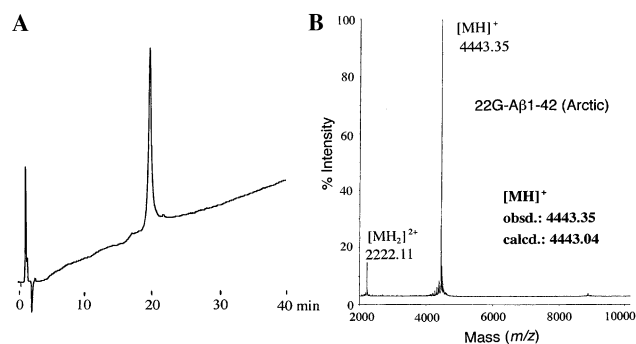 A
0 10 20 30 40 min
B
100
80
60
40
20
0
% Intensity
[MH]+
4443.35
22G-Aβ1-42 (Arctic)
[MH]+
obsd.: 4443.35
calcd.: 4443.04
[MH₂]²⁺
2222.11
2000 4000 6000 8000 10000
Mass (m/z)